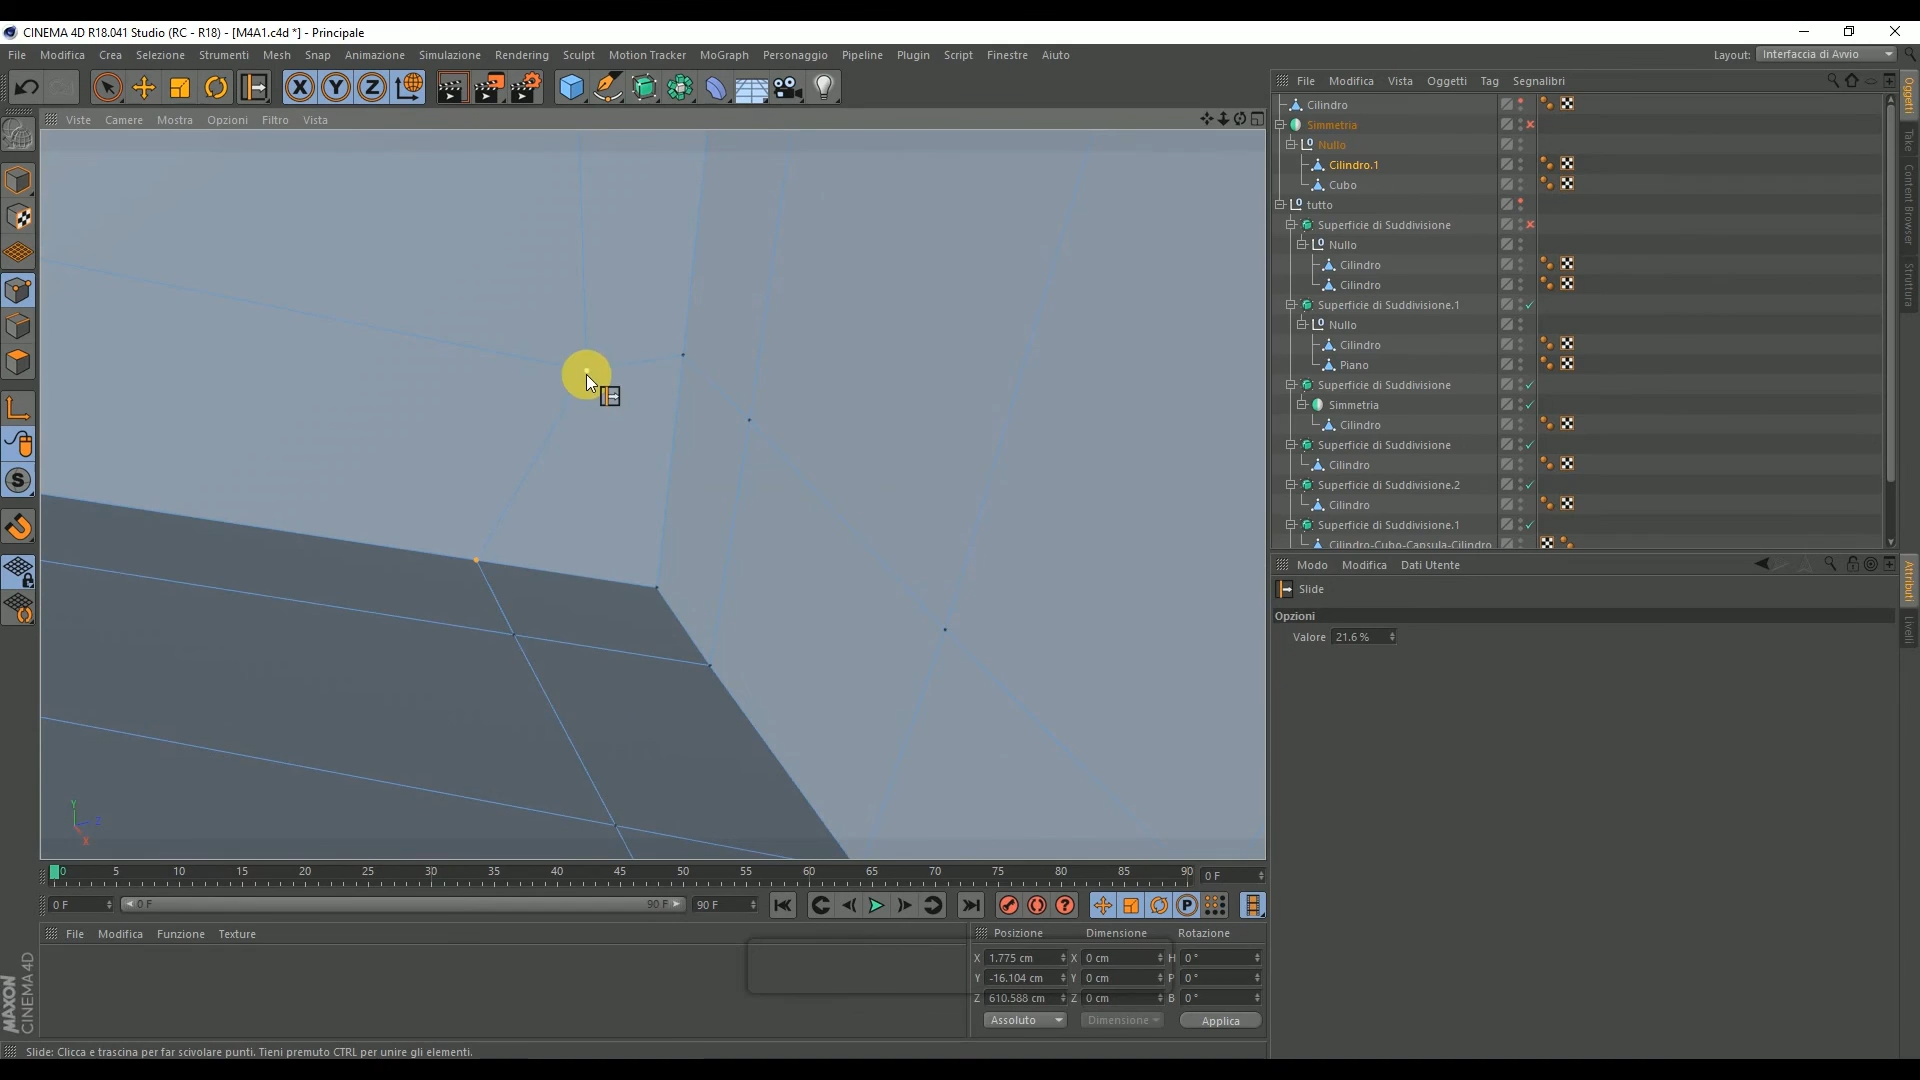 CINEMA 4D R18.041 Studio (RC - R18) - [M4A1.c4d *] - Principale
File Modifica Crea Selezione Strumenti Mesh Snap Animazione Simulazione Rendering Sculpt Motion Tracker MoGraph Personaggio Pipeline Plugin Script Finestre Aiuto
Layout: Interfaccia di Avvio
Viste Camere Mostra Opzioni Filtro Vista
File Modifica Vista Oggetti Tag Segnalibri
Cilindro
Simmetria
Nullo
Cilindro.1
Cubo
tutto
Superficie di Suddivisione
Nullo
Cilindro
Cilindro
Superficie di Suddivisione.1
Nullo
Cilindro
Piano
Superficie di Suddivisione
Simmetria
Cilindro
Superficie di Suddivisione
Cilindro
Superficie di Suddivisione.2
Cilindro
Superficie di Suddivisione.1
Cilindro-Cubo-Capsula-Cilindro
Oggetti
Take
Content Browser
Struttura
Modo Modifica Dati Utente
Slide
Opzioni
Valore 21.6 %
Attributi
Livelli
Y
Z
X
0 5 10 15 20 25 30 35 40 45 50 55 60 65 70 75 80 85 90 0 F
0 F 0 F 90 F 90 F
File Modifica Funzione Texture
Posizione Dimensione Rotazione
X 1.775 cm X 0 cm H 0 °
Y -16.104 cm Y 0 cm P 0 °
Z 610.588 cm Z 0 cm B 0 °
Assoluto Dimensione Applica
MAXON
CINEMA 4D
Slide: Clicca e trascina per far scivolare punti. Tieni premuto CTRL per unire gli elementi.